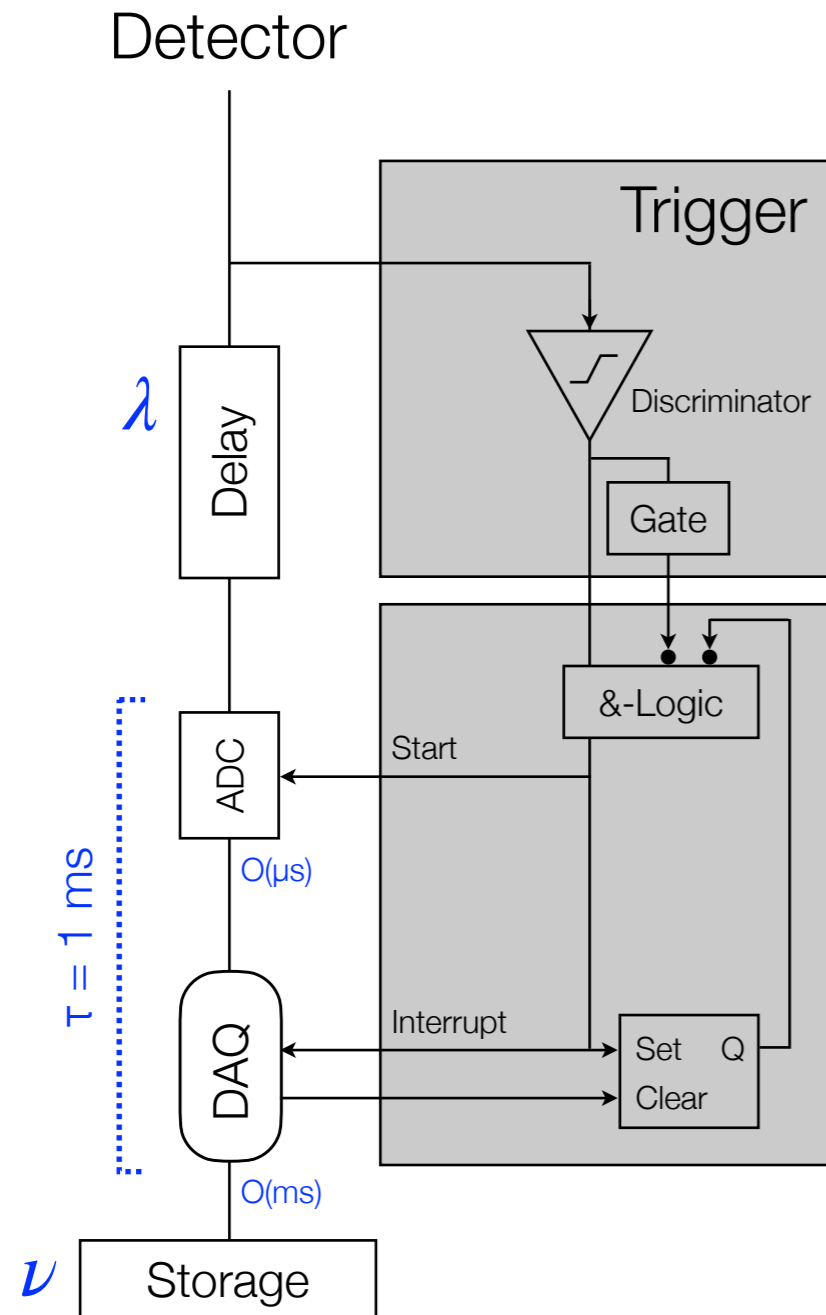 Detector
Trigger
Discriminator
λ
Delay
Gate
&-Logic
Start
ADC
O(μs)
τ = 1 ms
Interrupt
DAQ
Set Q
Clear
O(ms)
ν
Storage